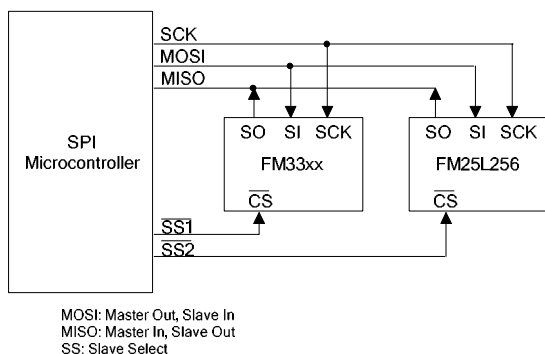 SCK
MOSI
MISO
SPI
Microcontroller
SO SI SCK
FM33xx
CS
SO SI SCK
FM25L256
CS
SS1
SS2
MOSI: Master Out, Slave In
MISO: Master In, Slave Out
SS: Slave Select